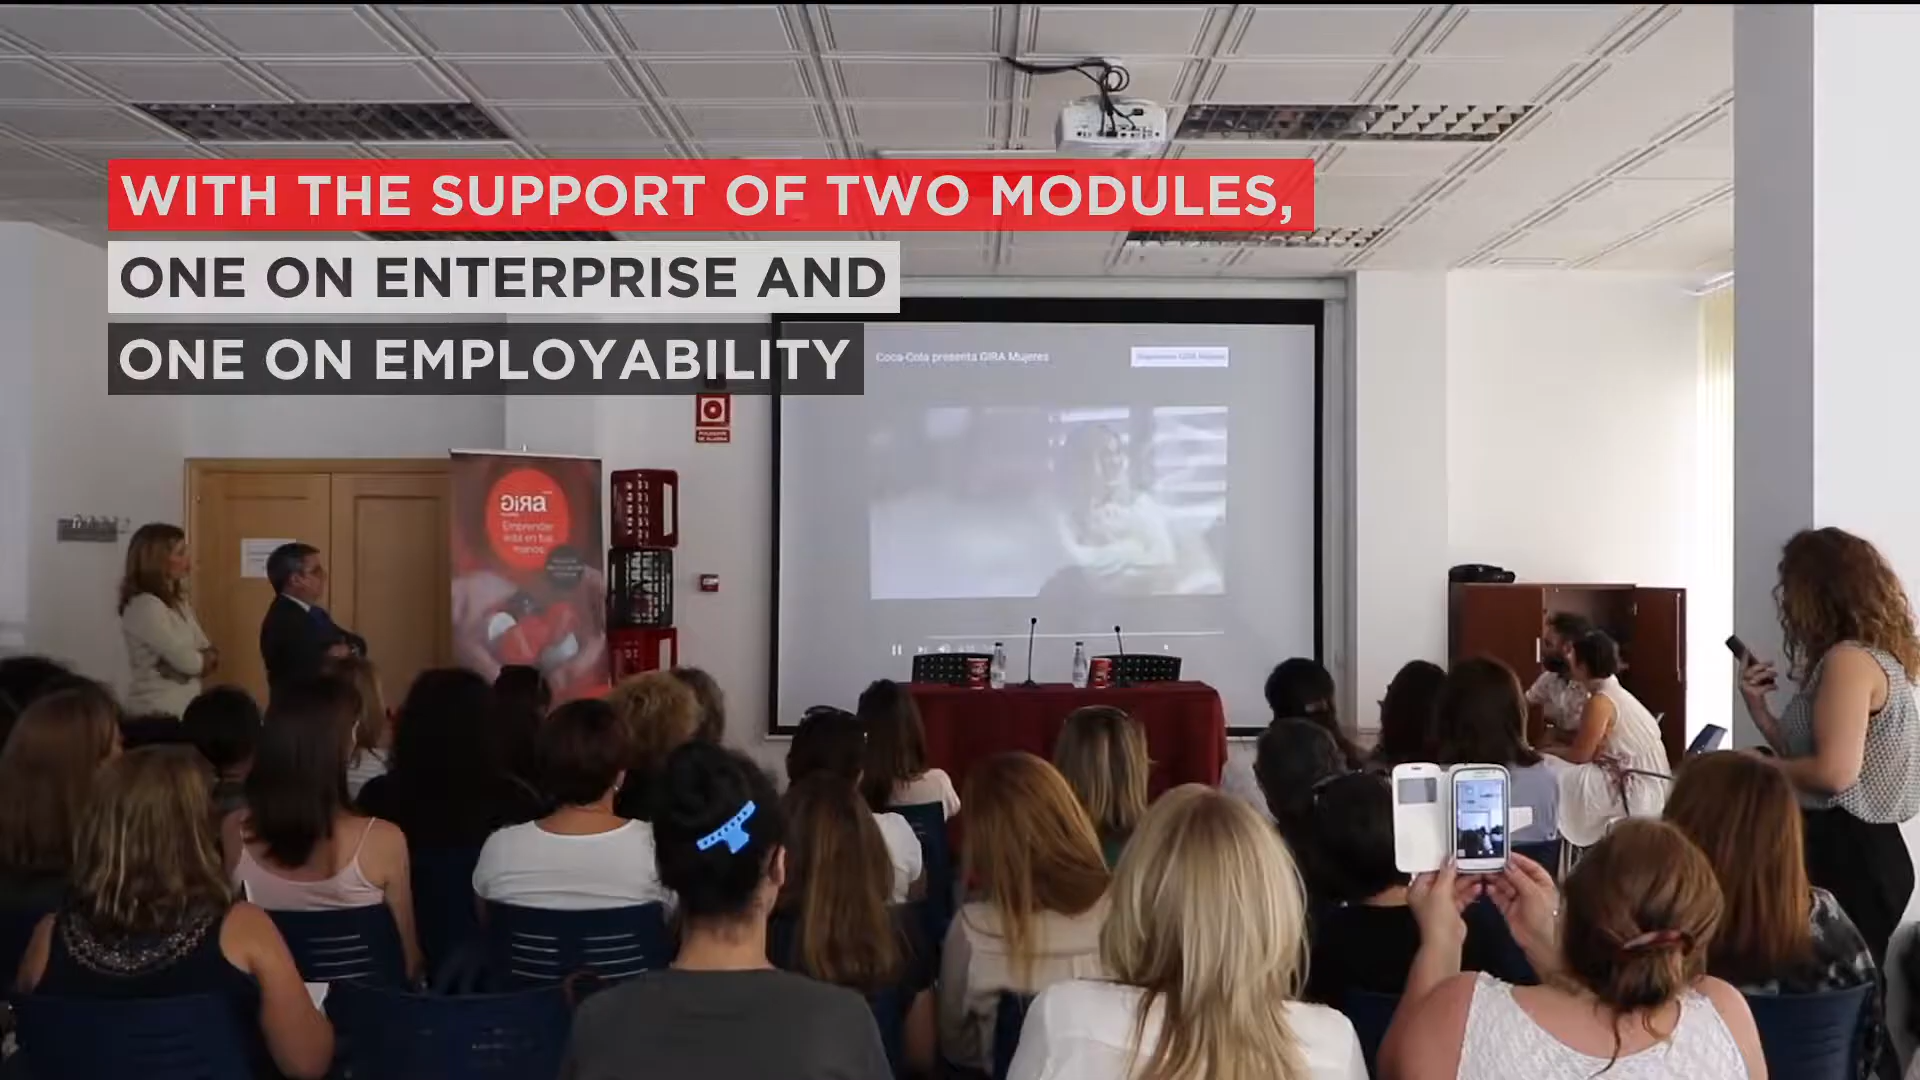 WITH THE SUPPORT OF TWO MODULES,
ONE ON ENTERPRISE AND
ONE ON EMPLOYABILITY
Coca-Cola presenta GIRA Mujeres
GiRa
Emprender
está en tus
manos